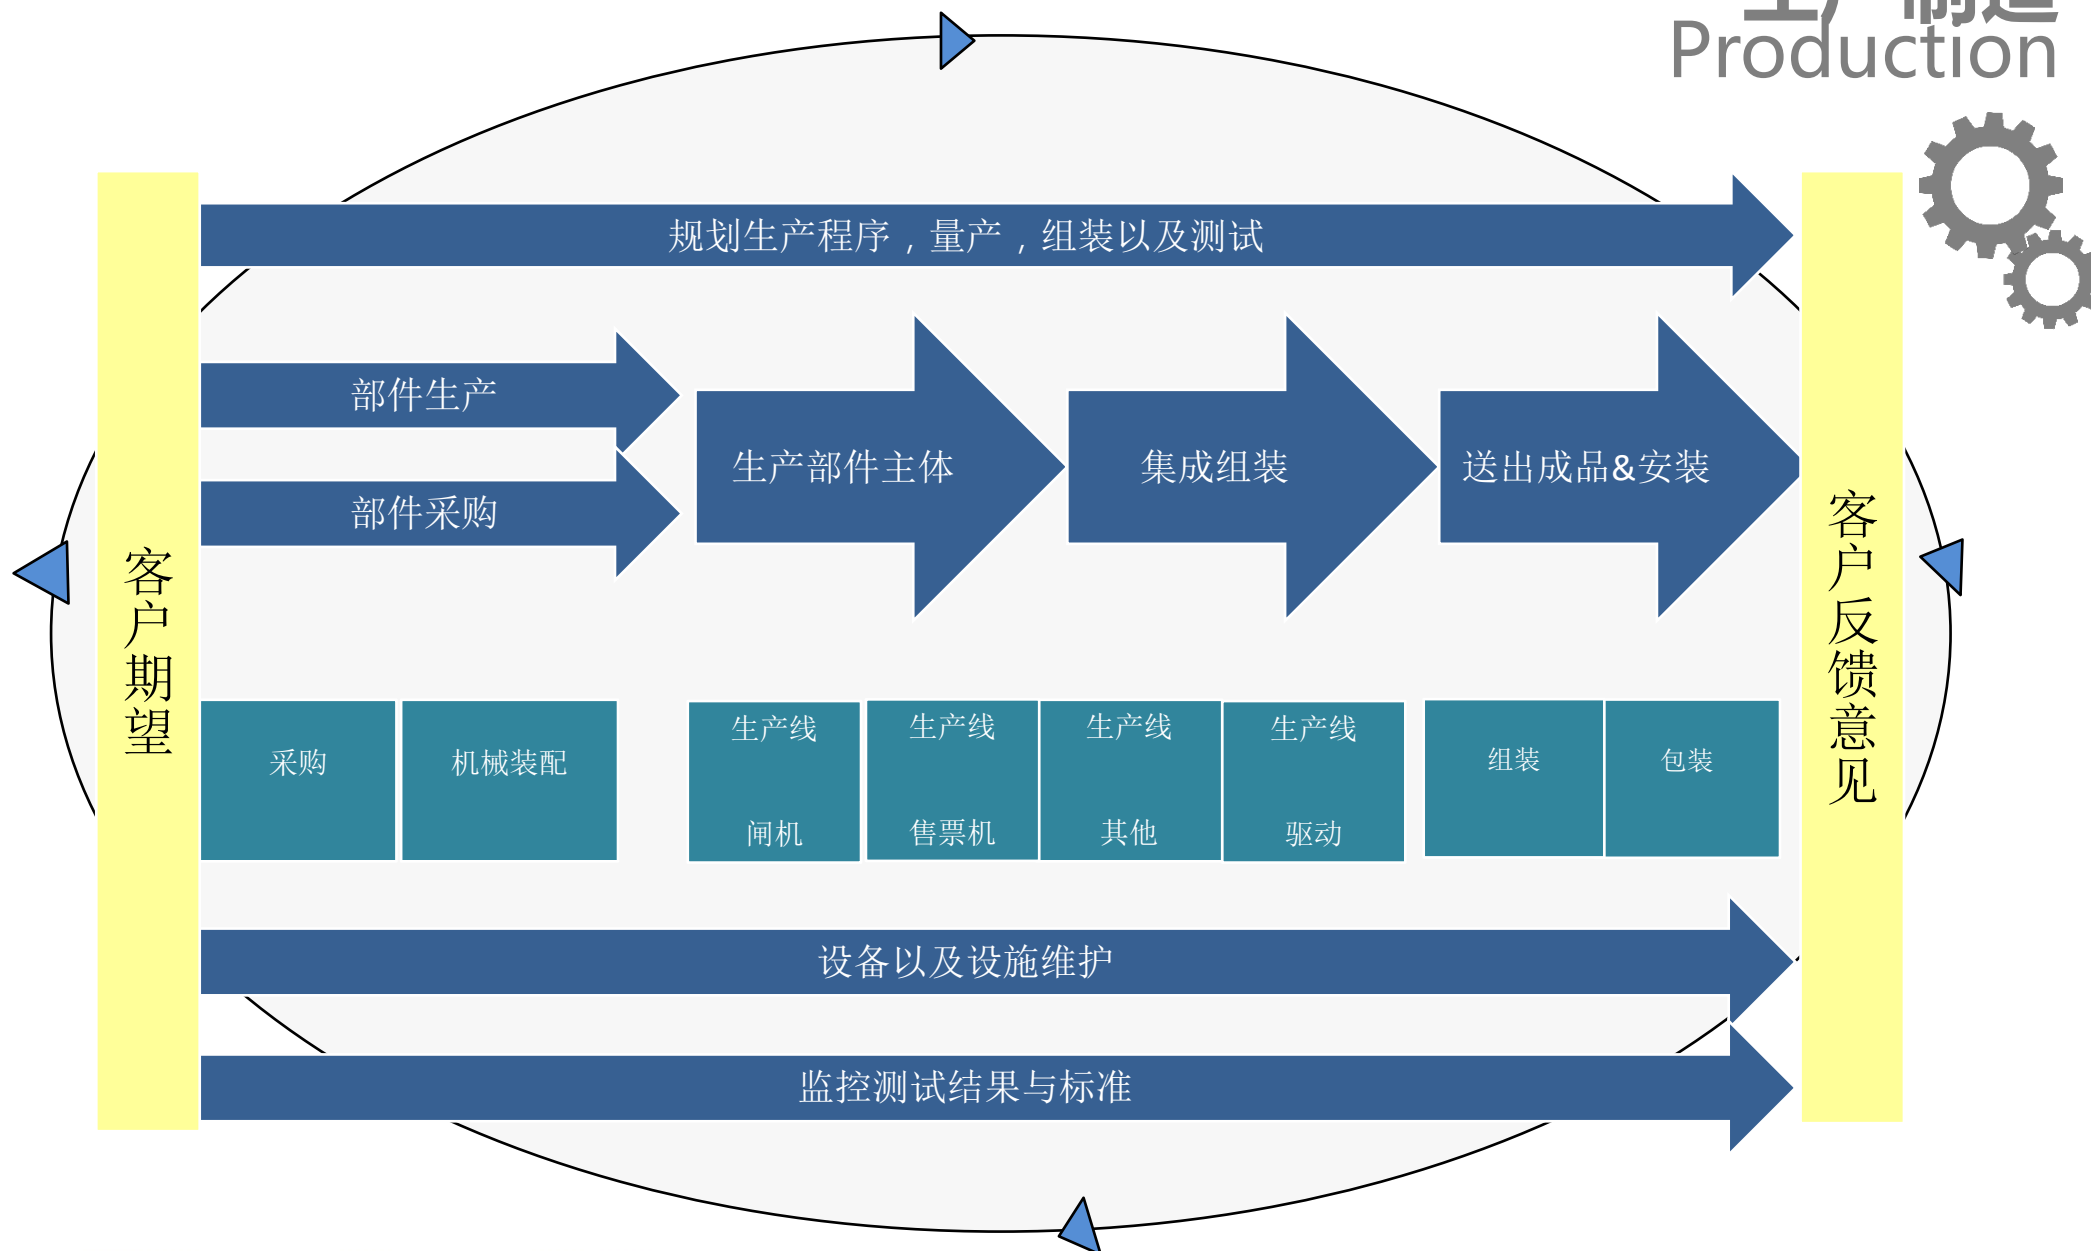 生产制造
Production
规划生产程序，量产，组装以及测试
部件生产
部件采购
生产部件主体
集成组装
送出成品&安装
客户期望
客户反馈意见
采购
机械装配
生产线
闸机
生产线
售票机
生产线
其他
生产线
驱动
组装
包装
设备以及设施维护
监控测试结果与标准